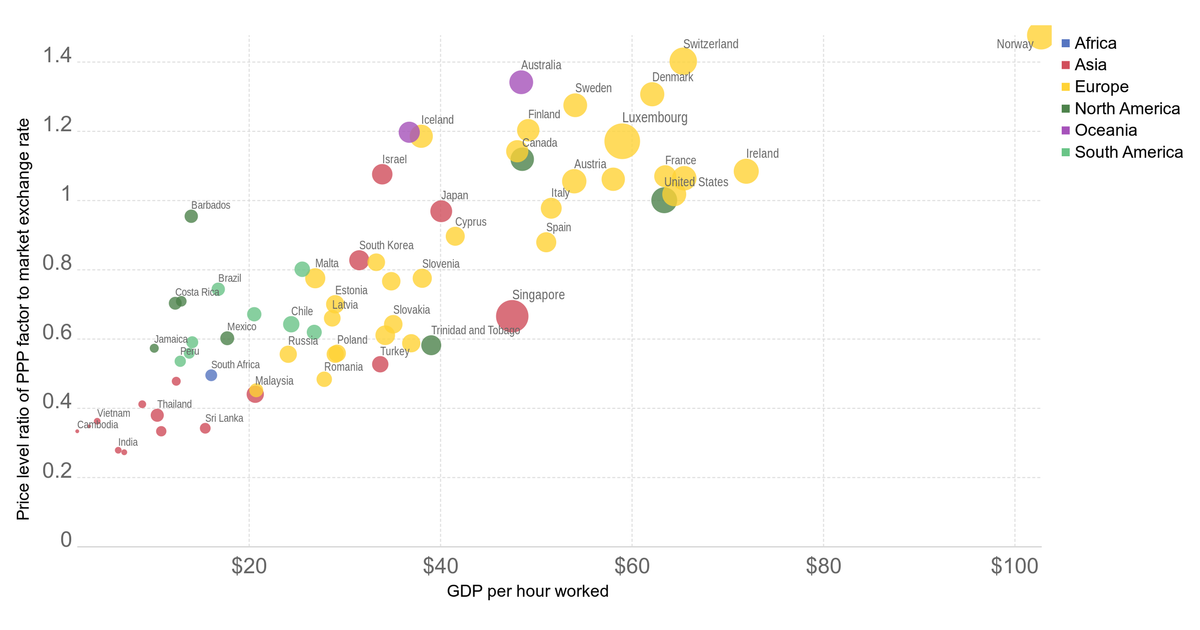 1.4
1.2
1
0.8
0.6
0.4
0.2
0
Price level ratio of PPP factor to market exchange rate
$20
$40
$60
$80
$100
GDP per hour worked
Norway
Switzerland
Australia
Denmark
Sweden
Luxembourg
Finland
Iceland
Canada
Israel
Austria
France
Ireland
United States
Italy
Japan
Barbados
Cyprus
Spain
South Korea
Malta
Slovenia
Brazil
Costa Rica
Estonia
Latvia
Singapore
Chile
Slovakia
Mexico
Trinidad and Tobago
Jamaica
Russia
Poland
Peru
Turkey
South Africa
Romania
Malaysia
Thailand
Vietnam
Sri Lanka
Cambodia
India
Africa
Asia
Europe
North America
Oceania
South America